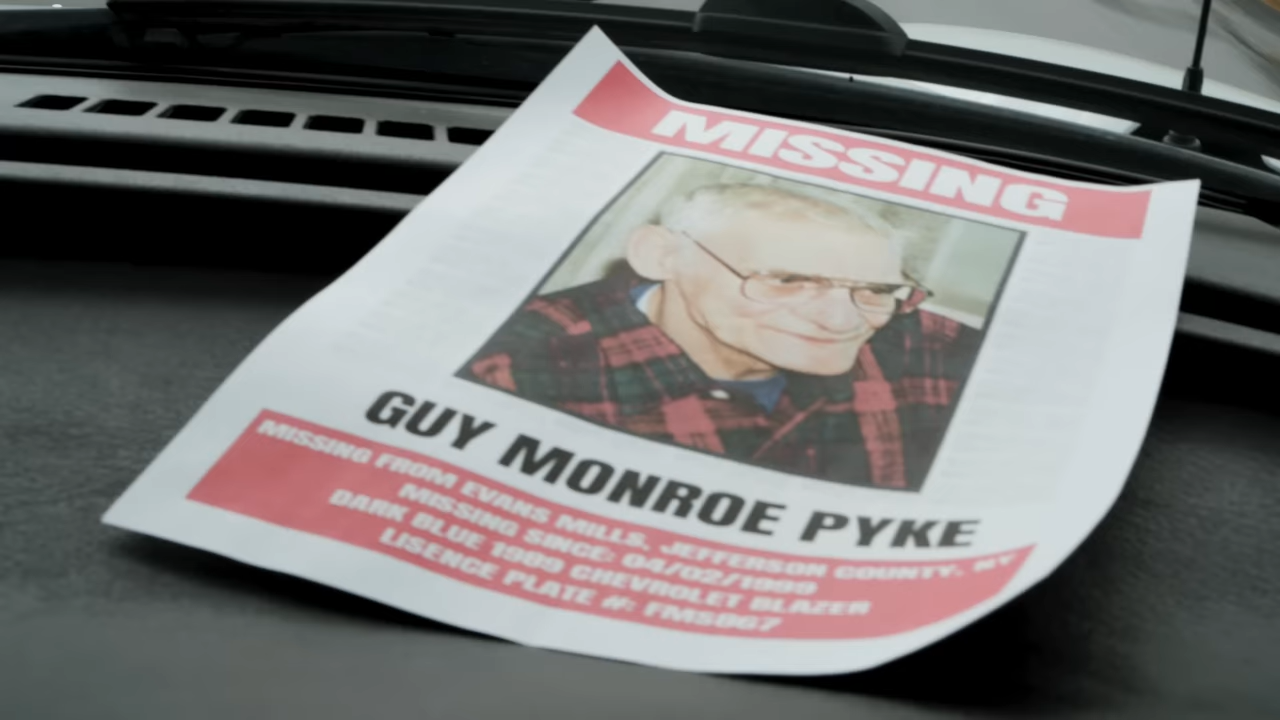 MISSING
GUY MONROE PYKE
MISSING FROM EVANS MILLS, JEFFERSON COUNTY, NY
MISSING SINCE: 04/02/1999
DARK BLUE 1989 CHEVROLET BLAZER
LISENCE PLATE #: FMS867